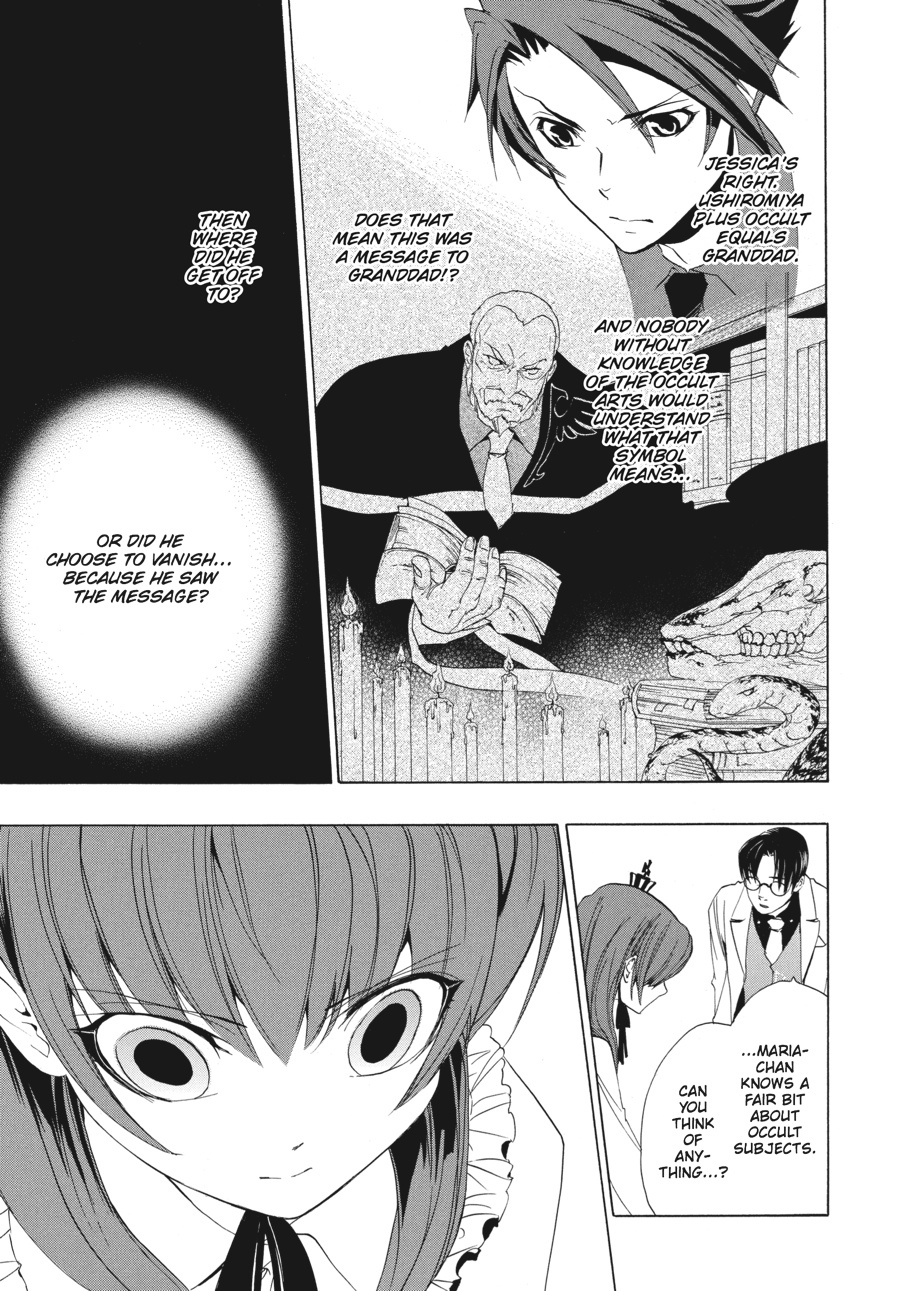 JESSICA'S
RIGHT.
USHIROMIYA
PLUS OCCULT
EQUALS
GRANDDAD.
AND NOBODY
WITHOUT
KNOWLEDGE
OF THE OCCULT
ARTS WOULD
UNDERSTAND
WHAT THAT
SYMBOL
MEANS...
DOES THAT
MEAN THIS WAS
A MESSAGE TO
GRANDDAD!?
THEN
WHERE
DID HE
GET OFF
TO?
OR DID HE
CHOOSE TO VANISH...
BECAUSE HE SAW
THE MESSAGE?
...MARIA-
CHAN
KNOWS A
FAIR BIT
ABOUT
OCCULT
SUBJECTS.
CAN
YOU
THINK
OF
ANY-
THING...?